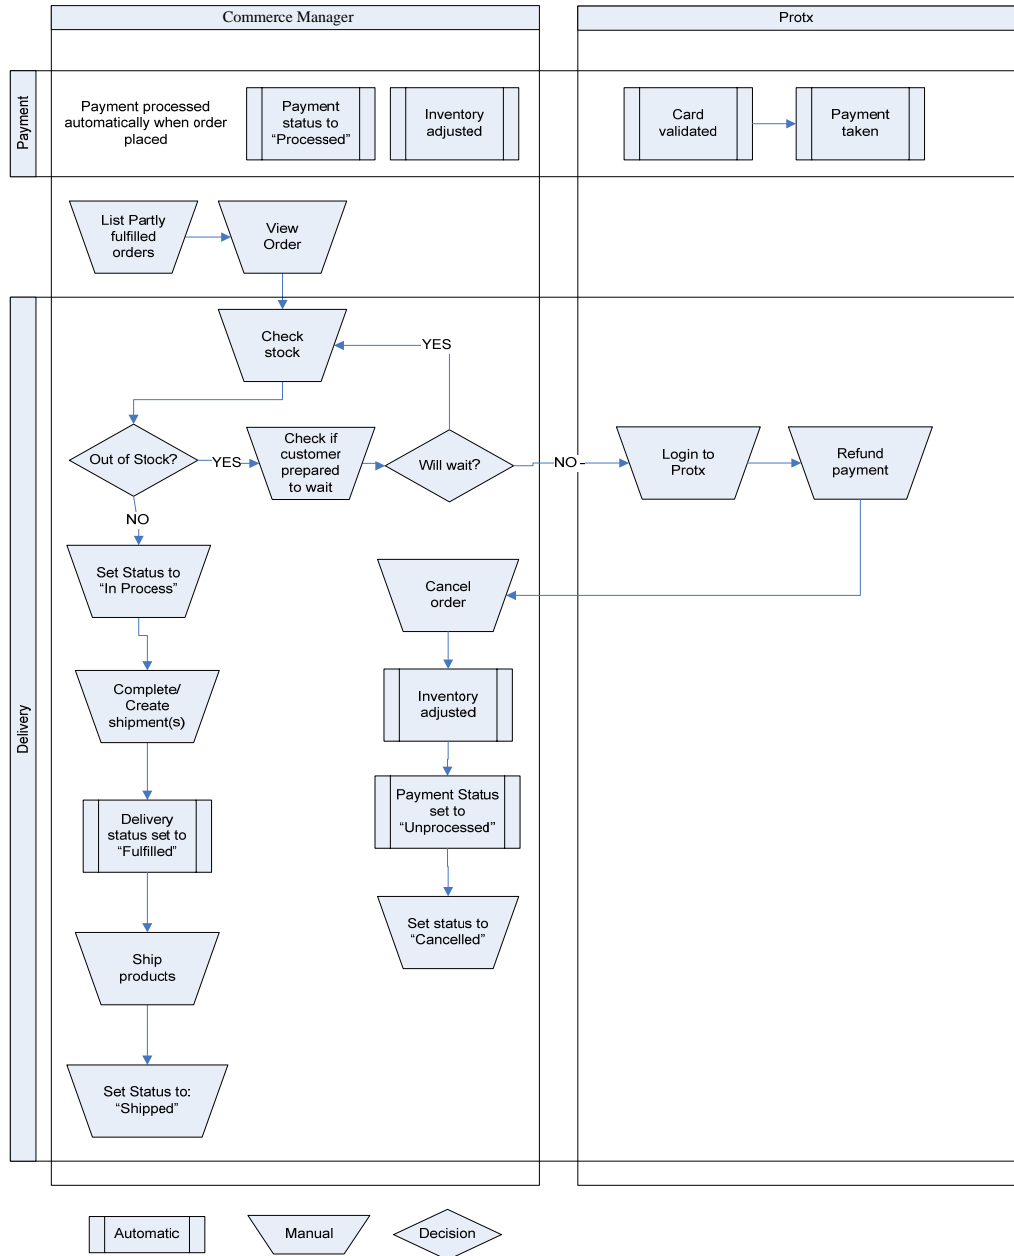 Commerce Manager
Protx
Payment
Payment processed
automatically when order
placed
Payment
status to
“Processed”
Inventory
adjusted
Card
validated
Payment
taken
List Partly
fulfilled
orders
View
Order
Delivery
Check
stock
YES
Out of Stock?
YES
Check if
customer
prepared
to wait
Will wait?
NO
Login to
Protx
Refund
payment
NO
Set Status to
“In Process”
Cancel
order
Complete/
Create
shipment(s)
Inventory
adjusted
Delivery
status set to
“Fulfilled”
Payment Status
set to
“Unprocessed”
Ship
products
Set status to
“Cancelled”
Set Status to:
“Shipped”
Automatic
Manual
Decision